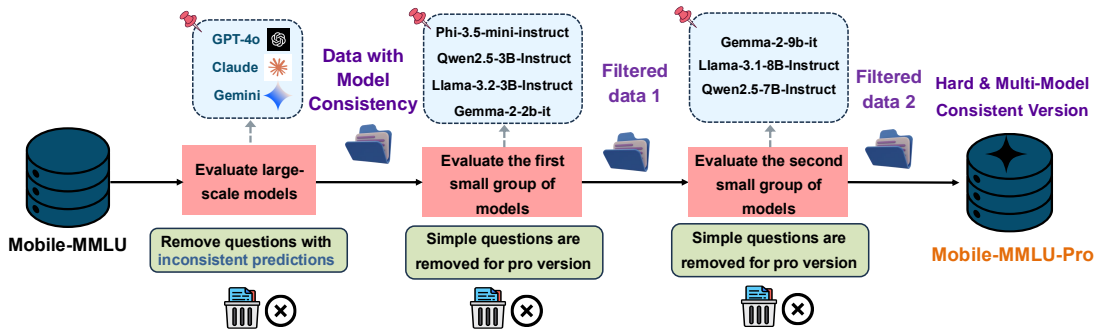 GPT-4o
Claude
Gemini
Data with
Model
Consistency
Phi-3.5-mini-instruct
Qwen2.5-3B-Instruct
Llama-3.2-3B-Instruct
Gemma-2-2b-it
Filtered
data 1
Gemma-2-9b-it
Llama-3.1-8B-Instruct
Qwen2.5-7B-Instruct
Filtered
data 2
Hard & Multi-Model
Consistent Version
Mobile-MMLU
Evaluate large-
scale models
Evaluate the first
small group of
models
Evaluate the second
small group of
models
Mobile-MMLU-Pro
Remove questions with
inconsistent predictions
Simple questions are
removed for pro version
Simple questions are
removed for pro version